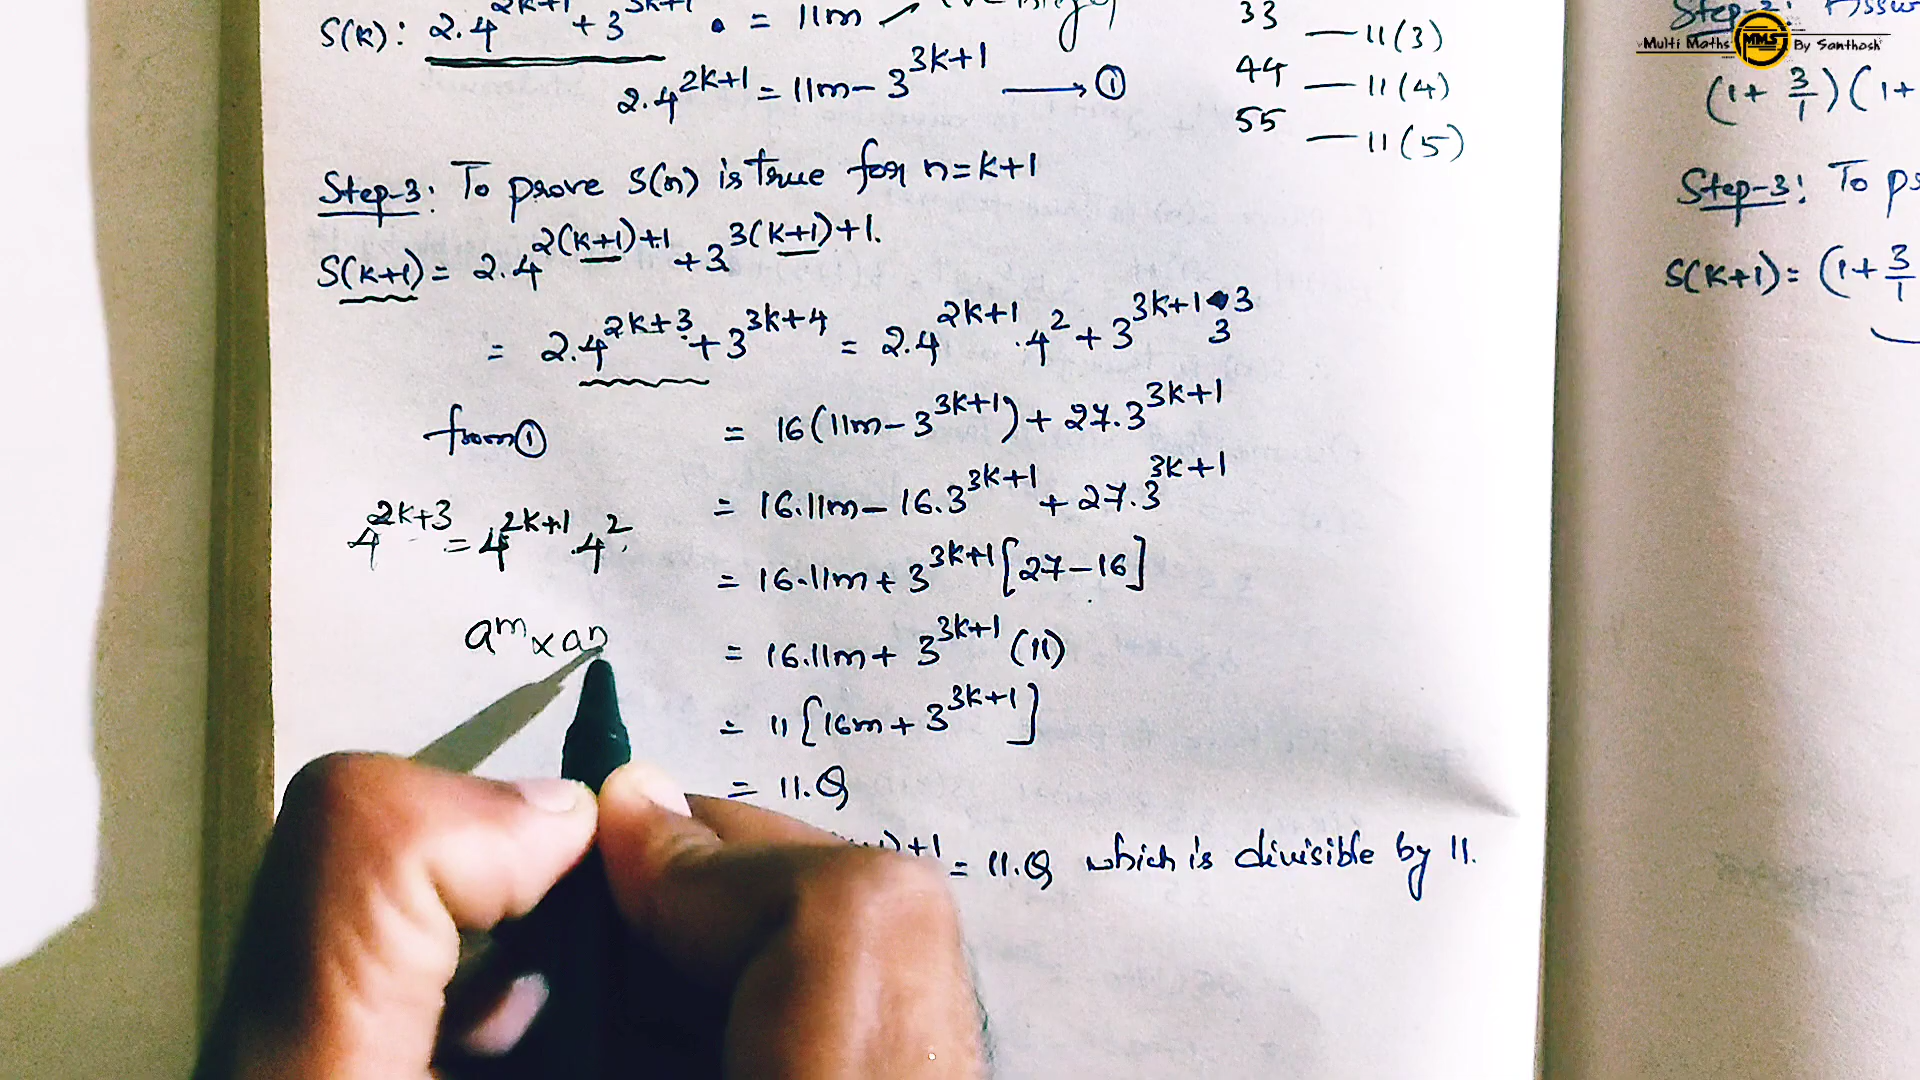 S(k): 2.4^{2k+1} + 3^{3k+1} = 11m
2.4^{2k+1} = 11m - 3^{3k+1} → ①
Step-3: To prove S(n) is true for n=k+1
S(k+1) = 2.4^{2(k+1)+1} + 3^{3(k+1)+1}.
= 2.4^{2k+3} + 3^{3k+4} = 2.4^{2k+1}.4^2 + 3^{3k+1}.3^3
from ① = 16(11m - 3^{3k+1}) + 27.3^{3k+1}
= 16.11m - 16.3^{3k+1} + 27.3^{3k+1}
4^{2k+3} = 4^{2k+1}.4^2.
= 16.11m + 3^{3k+1}[27-16]
a^m × a^n
= 16.11m + 3^{3k+1} (11)
= 11[16m + 3^{3k+1}]
= 11.Q
)+1 = 11.Q which is divisible by 11.
33 — 11(3)
44 — 11(4)
55 — 11(5)
Step-2:
Multi Maths MMS By Santhosh
(1+ 3/1)(1+
Step-3: To
S(k+1) = (1+ 3/1